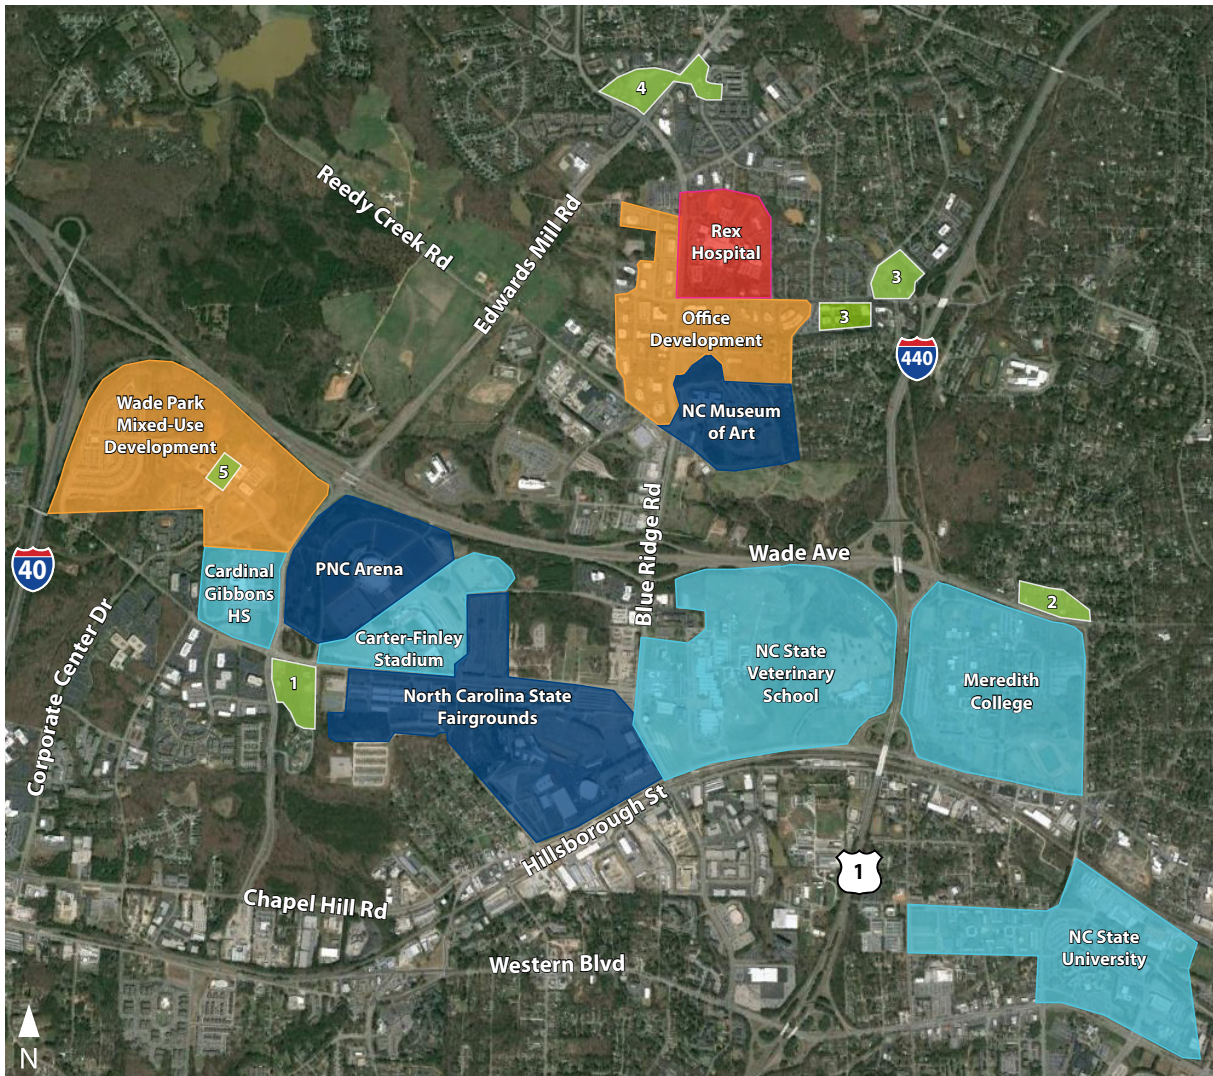 4
Reedy Creek Rd
Edwards Mill Rd
Rex
Hospital
3
3
Office
Development
440
Wade Park
Mixed-Use
Development
NC Museum
of Art
5
Blue Ridge Rd
Wade Ave
40
Cardinal
Gibbons
HS
PNC Arena
2
Corporate Center Dr
Carter-Finley
Stadium
NC State
Veterinary
School
Meredith
College
1
North Carolina State
Fairgrounds
Hillsborough St
1
Chapel Hill Rd
NC State
University
Western Blvd
N